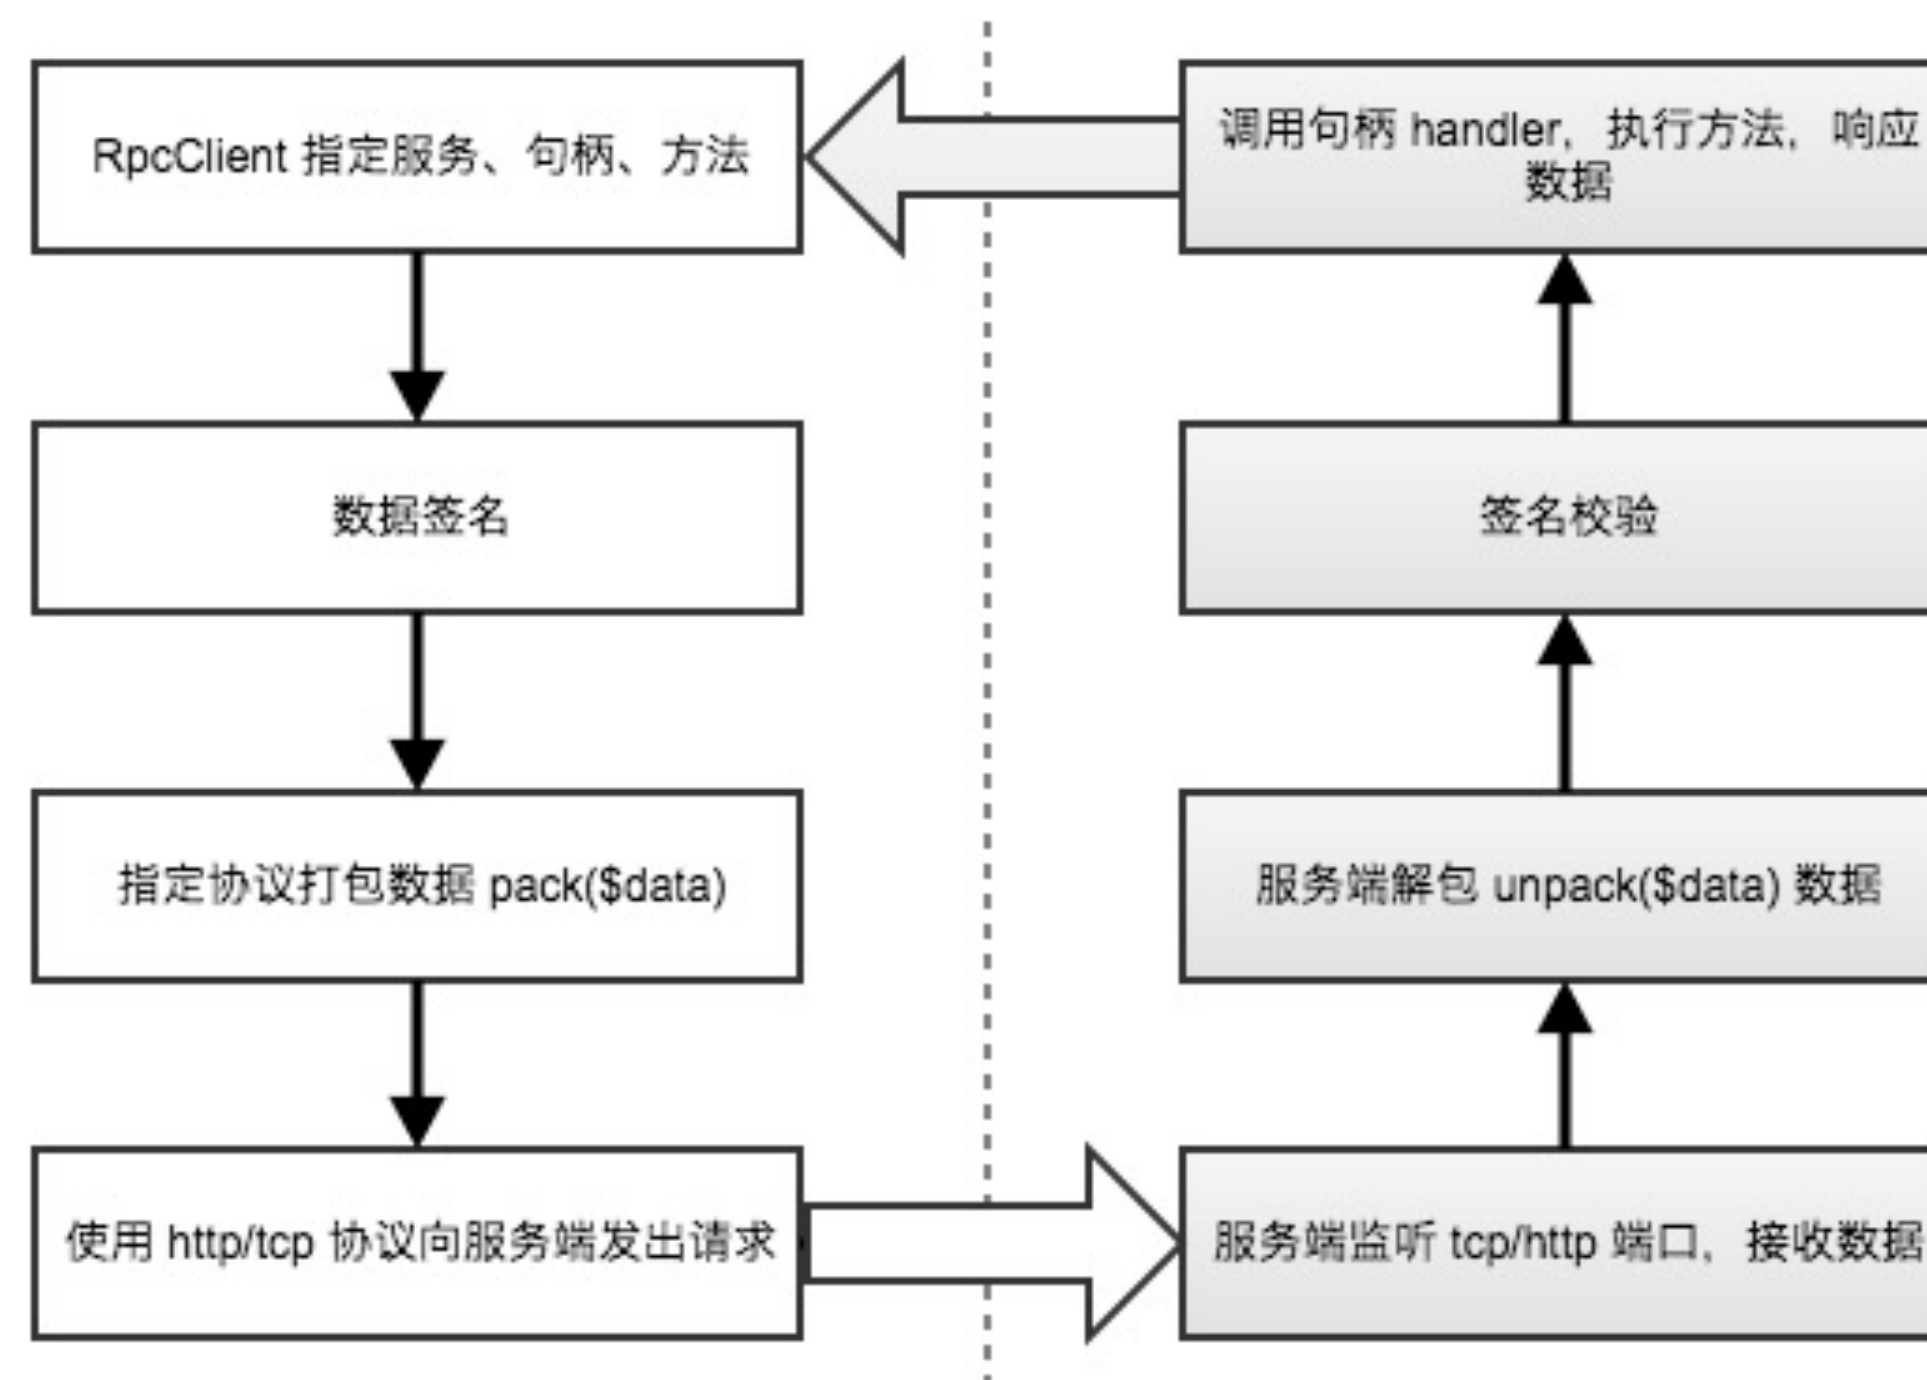 RpcClient 指定服务、句柄、方法
数据签名
指定协议打包数据 pack($data)
使用 http/tcp 协议向服务端发出请求
调用句柄 handler，执行方法，响应
数据
签名校验
服务端解包 unpack($data) 数据
服务端监听 tcp/http 端口，接收数据